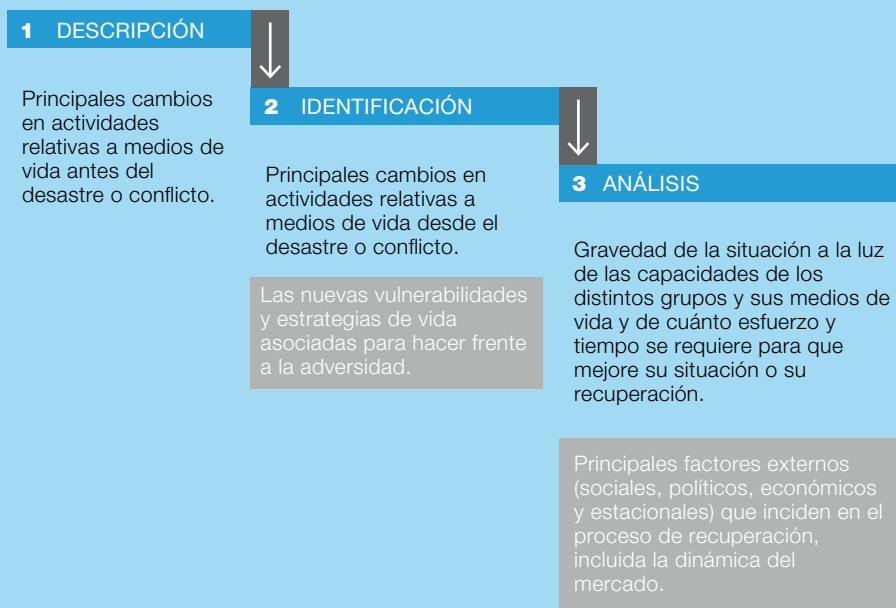 1 DESCRIPCIÓN
Principales cambios
en actividades
relativas a medios de
vida antes del
desastre o conflicto.
2 IDENTIFICACIÓN
Principales cambios en
actividades relativas a
medios de vida desde el
desastre o conflicto.
Las nuevas vulnerabilidades
y estrategias de vida
asociadas para hacer frente
a la adversidad.
3 ANÁLISIS
Gravedad de la situación a la luz
de las capacidades de los
distintos grupos y sus medios de
vida y de cuánto esfuerzo y
tiempo se requiere para que
mejore su situación o su
recuperación.
Principales factores externos
(sociales, políticos, económicos
y estacionales) que inciden en el
proceso de recuperación,
incluida la dinámica del
mercado.